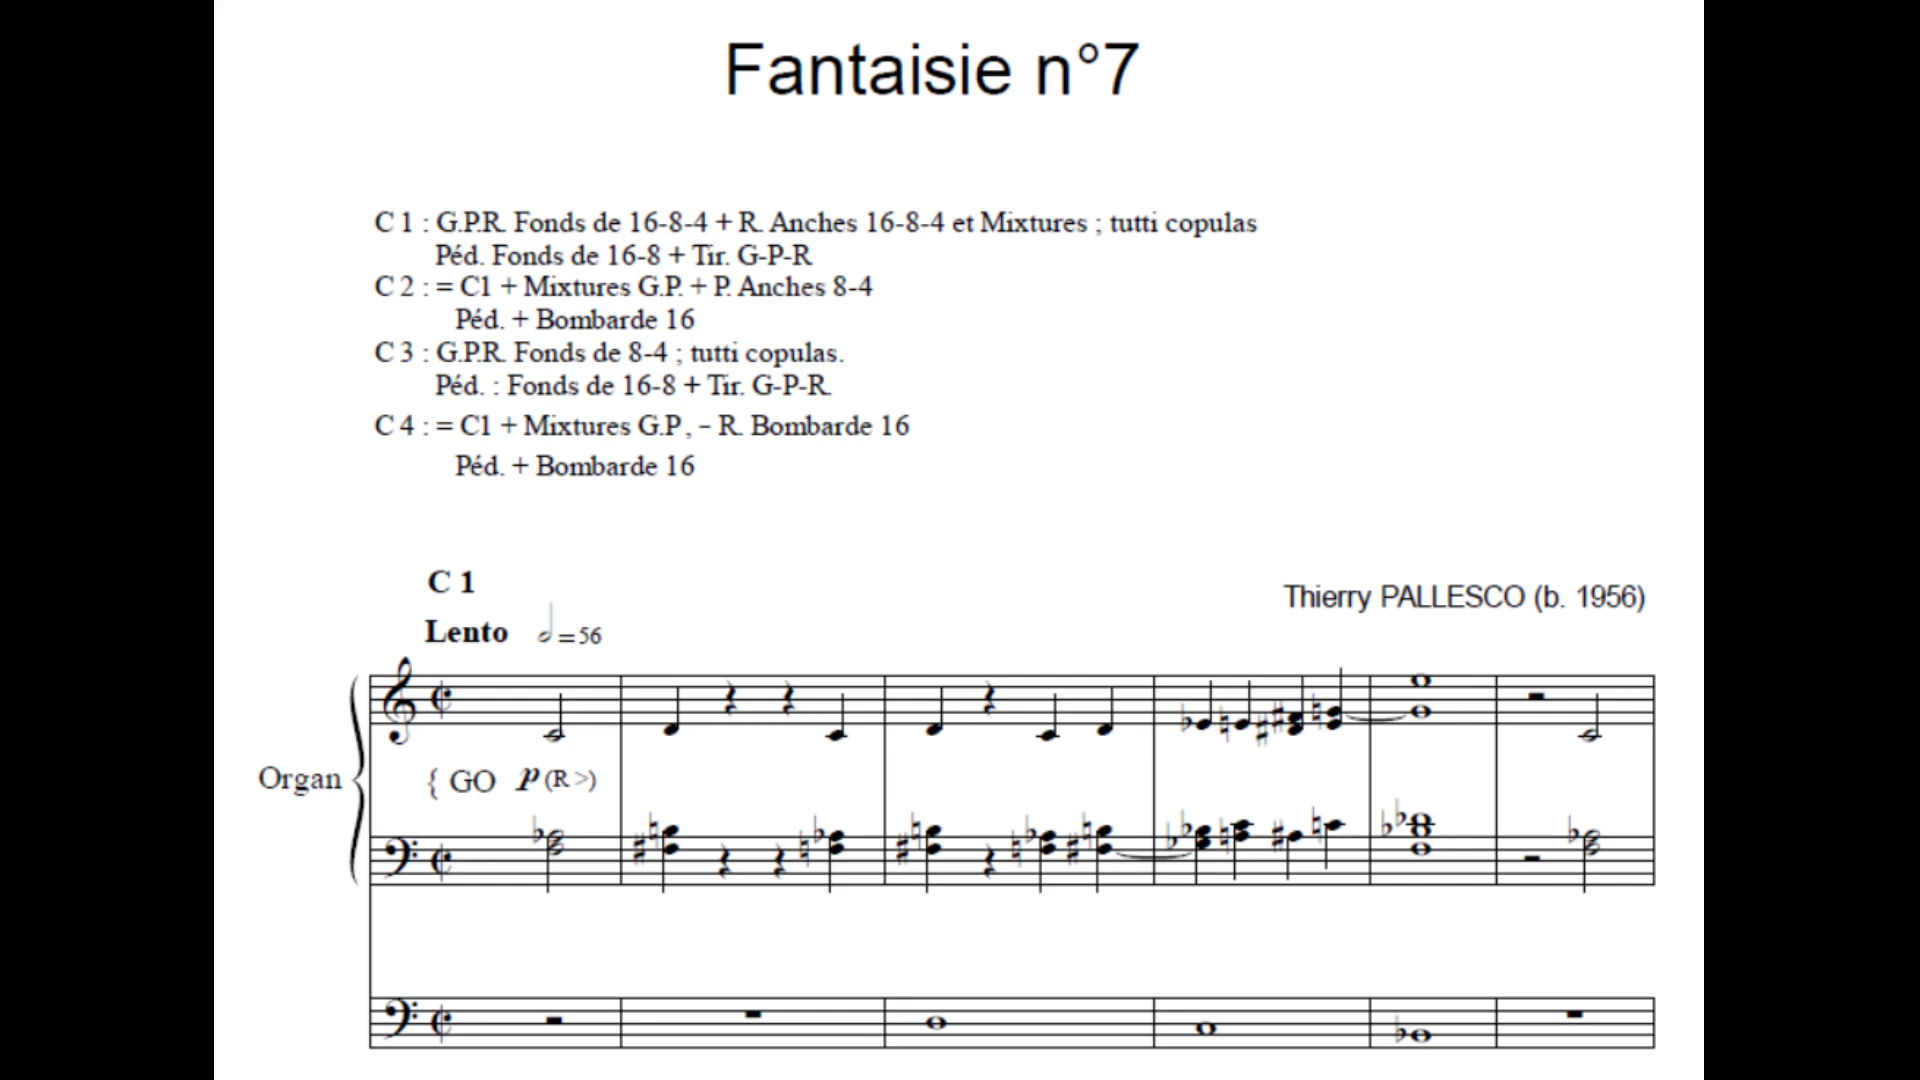 Fantaisie n°7
C 1 : G.P.R. Fonds de 16-8-4 + R. Anches 16-8-4 et Mixtures ; tutti copulas
Péd. Fonds de 16-8 + Tir. G-P-R
C 2 : = C1 + Mixtures G.P. + P. Anches 8-4
Péd. + Bombarde 16
C 3 : G.P.R. Fonds de 8-4 ; tutti copulas.
Péd. : Fonds de 16-8 + Tir. G-P-R.
C 4 : = C1 + Mixtures G.P , – R. Bombarde 16
Péd. + Bombarde 16
C 1
Thierry PALLESCO (b. 1956)
Lento 𝅗𝅥 = 56
Organ { GO p (R >)